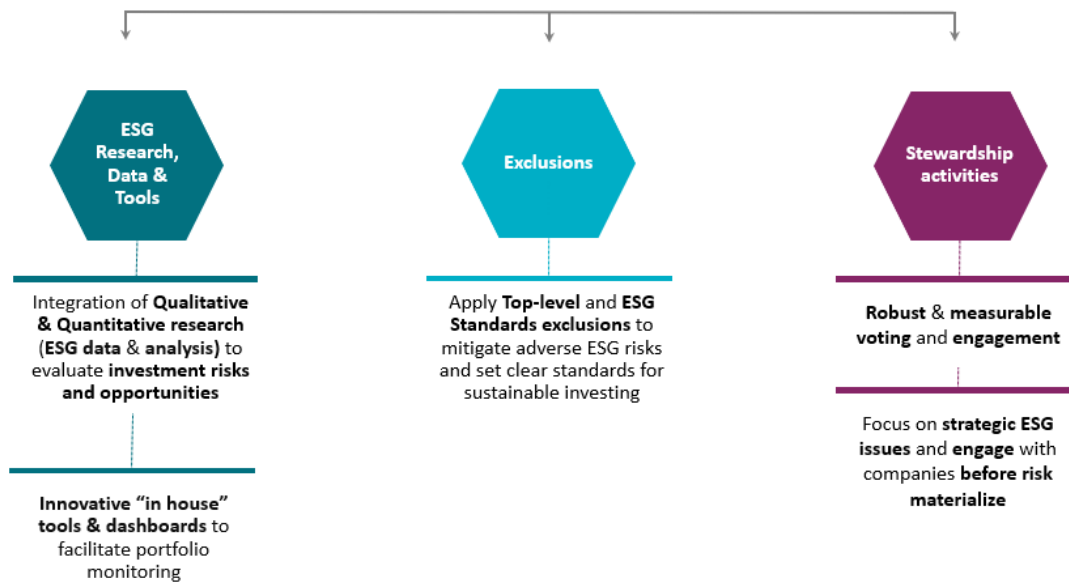 ESG
Research,
Data &
Tools
Integration of Qualitative
& Quantitative research
(ESG data & analysis) to
evaluate investment risks
and opportunities
Innovative “in house”
tools & dashboards to
facilitate portfolio
monitoring
Exclusions
Apply Top-level and ESG
Standards exclusions to
mitigate adverse ESG risks
and set clear standards for
sustainable investing
Stewardship
activities
Robust & measurable
voting and engagement
Focus on strategic ESG
issues and engage with
companies before risk
materialize